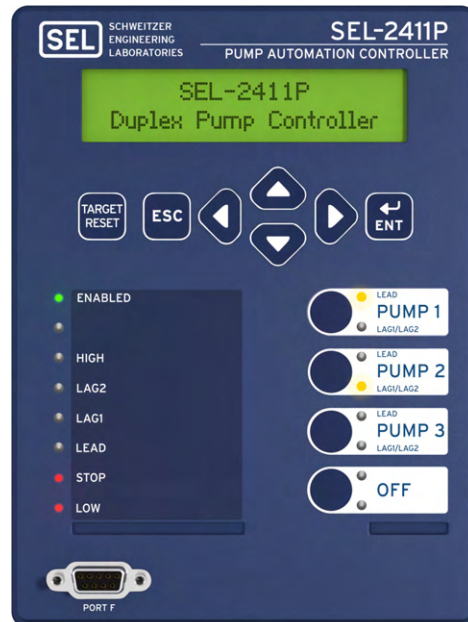 SEL
SCHWEITZER
ENGINEERING
LABORATORIES
SEL-2411P
PUMP AUTOMATION CONTROLLER
SEL-2411P
Duplex Pump Controller
TARGET
RESET
ESC
ENT
ENABLED
HIGH
LAG2
LAG1
LEAD
STOP
LOW
LEAD
PUMP 1
LAG1/LAG2
LEAD
PUMP 2
LAG1/LAG2
LEAD
PUMP 3
LAG1/LAG2
OFF
PORT F